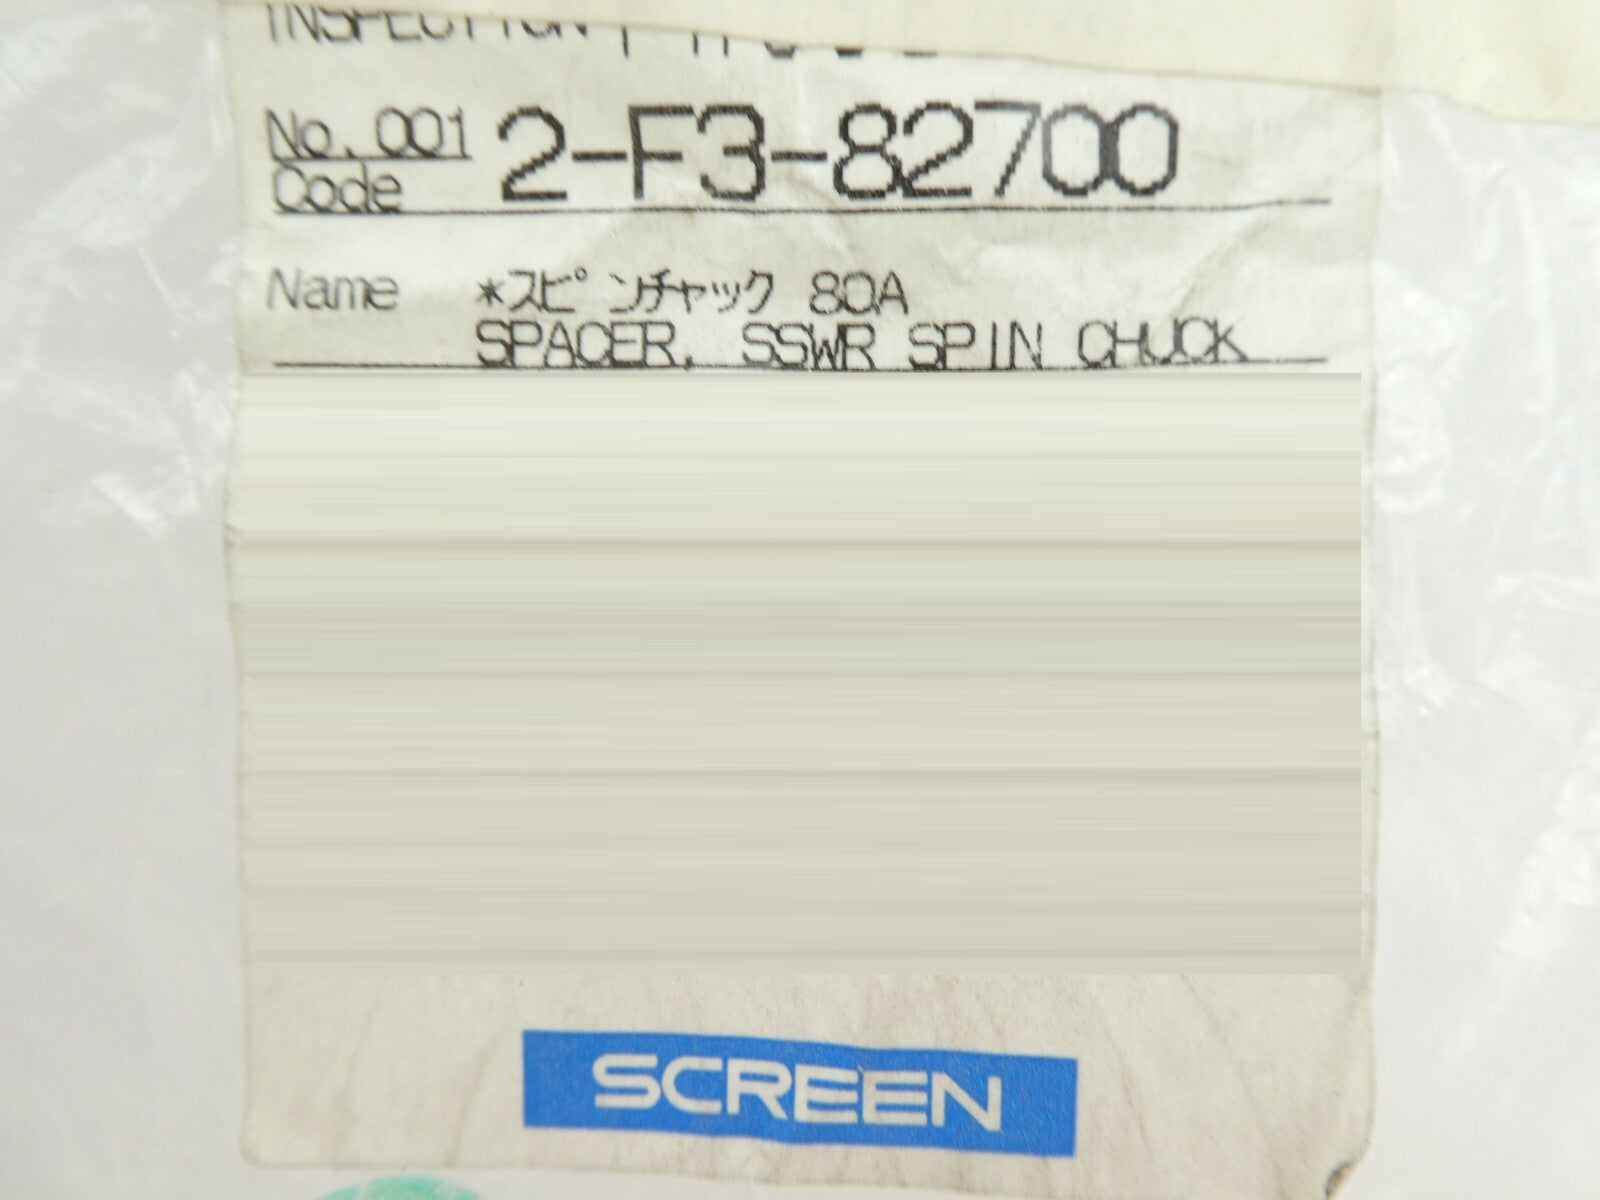 INSPECTION
No. 001
Code 2-F3-82700
Name *スピンチャック 80A
SPACER, SSWR SPIN CHUCK
SCREEN